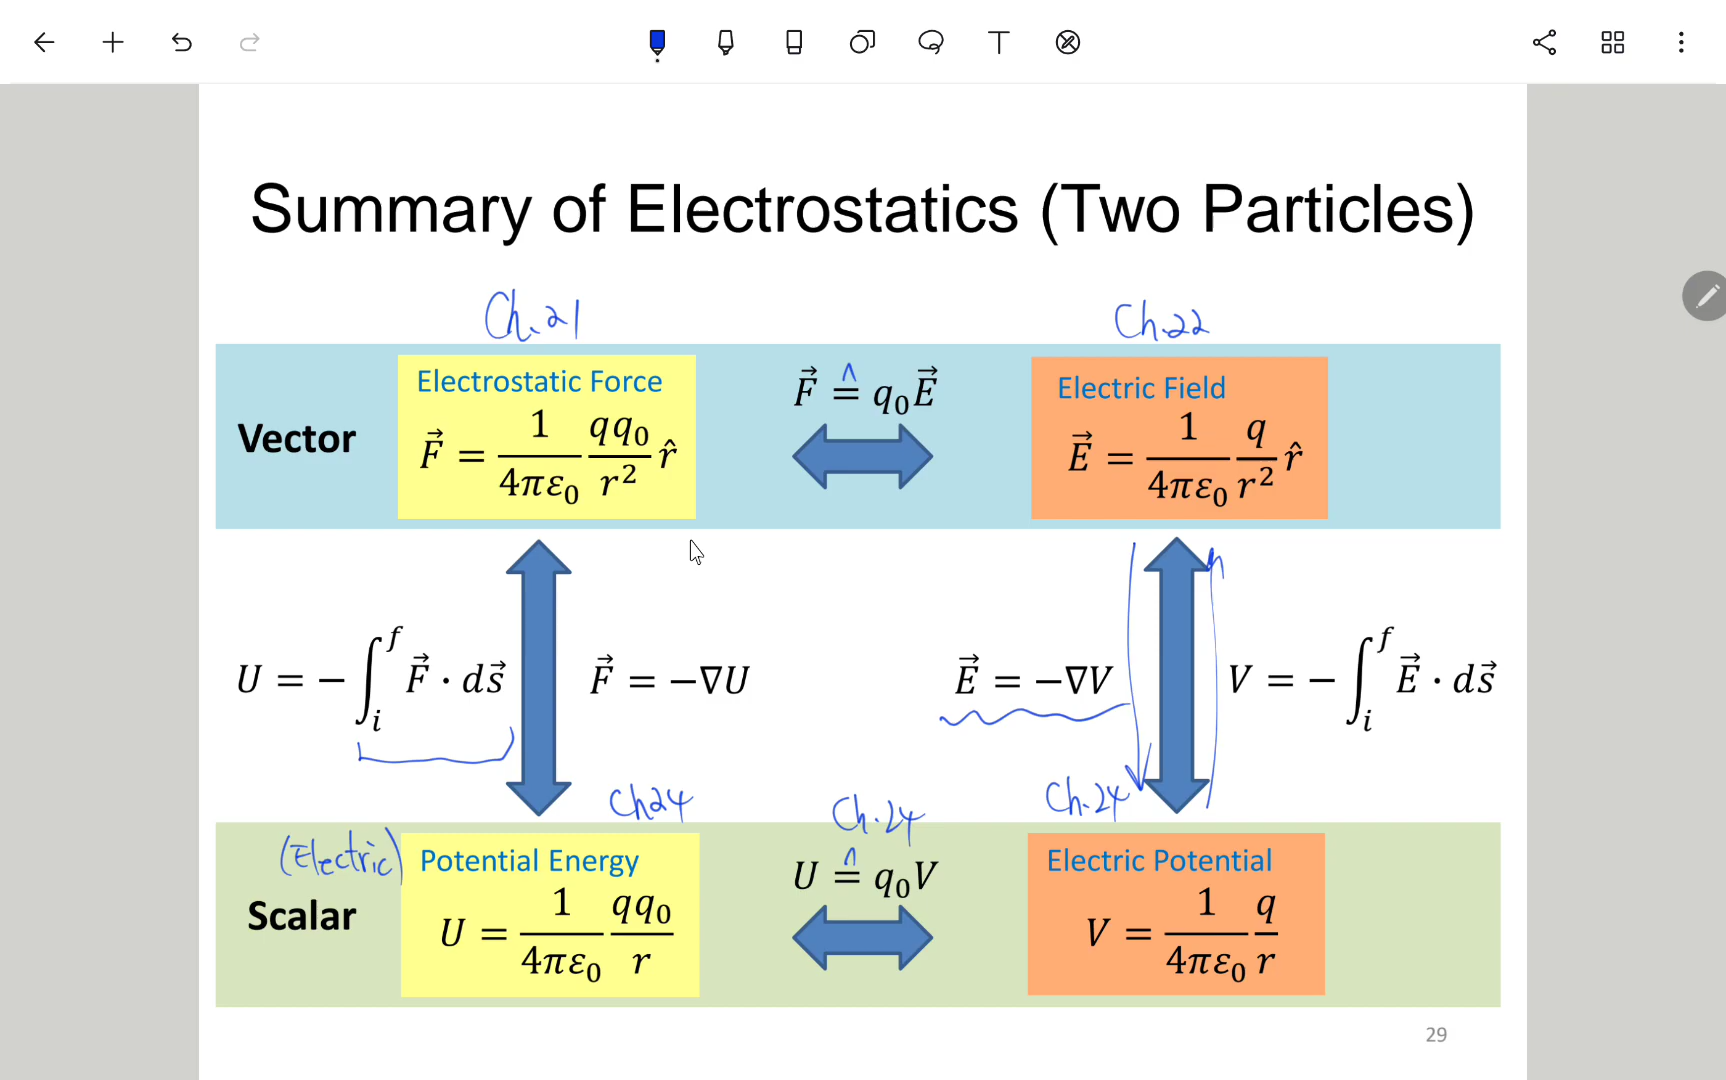 Summary of Electrostatics (Two Particles)
Ch.21
Ch.22
Vector
Electrostatic Force
F⃗ = 1/(4πε₀) qq₀/r² r̂
F⃗ ≙ q₀E⃗
Electric Field
E⃗ = 1/(4πε₀) q/r² r̂
U = −∫ᵢᶠ F⃗ · ds⃗
F⃗ = −∇U
E⃗ = −∇V
V = −∫ᵢᶠ E⃗ · ds⃗
Ch24
Ch.24
Ch.24
Scalar
(Electric) Potential Energy
U = 1/(4πε₀) qq₀/r
U ≙ q₀V
Electric Potential
V = 1/(4πε₀) q/r
29